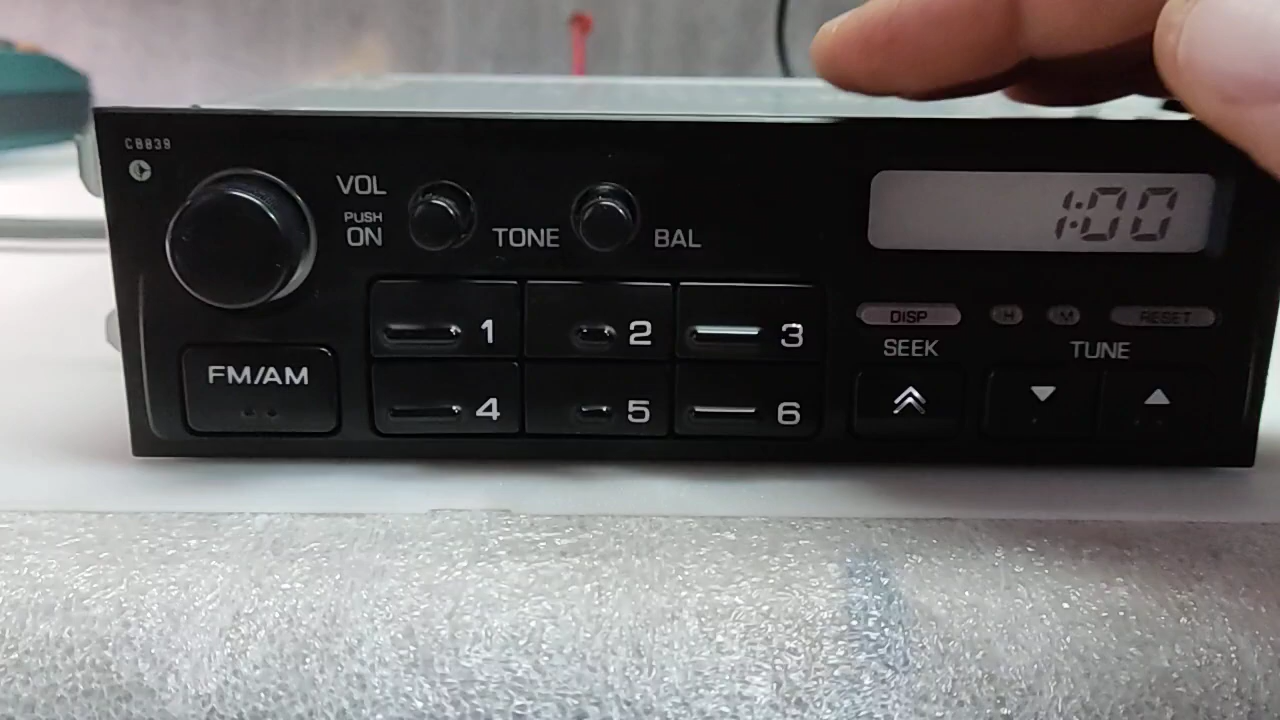 CB839
VOL
PUSH
ON
TONE
BAL
1:00
1
2
3
DISP
H
M
RESET
SEEK
TUNE
FM/AM
4
5
6